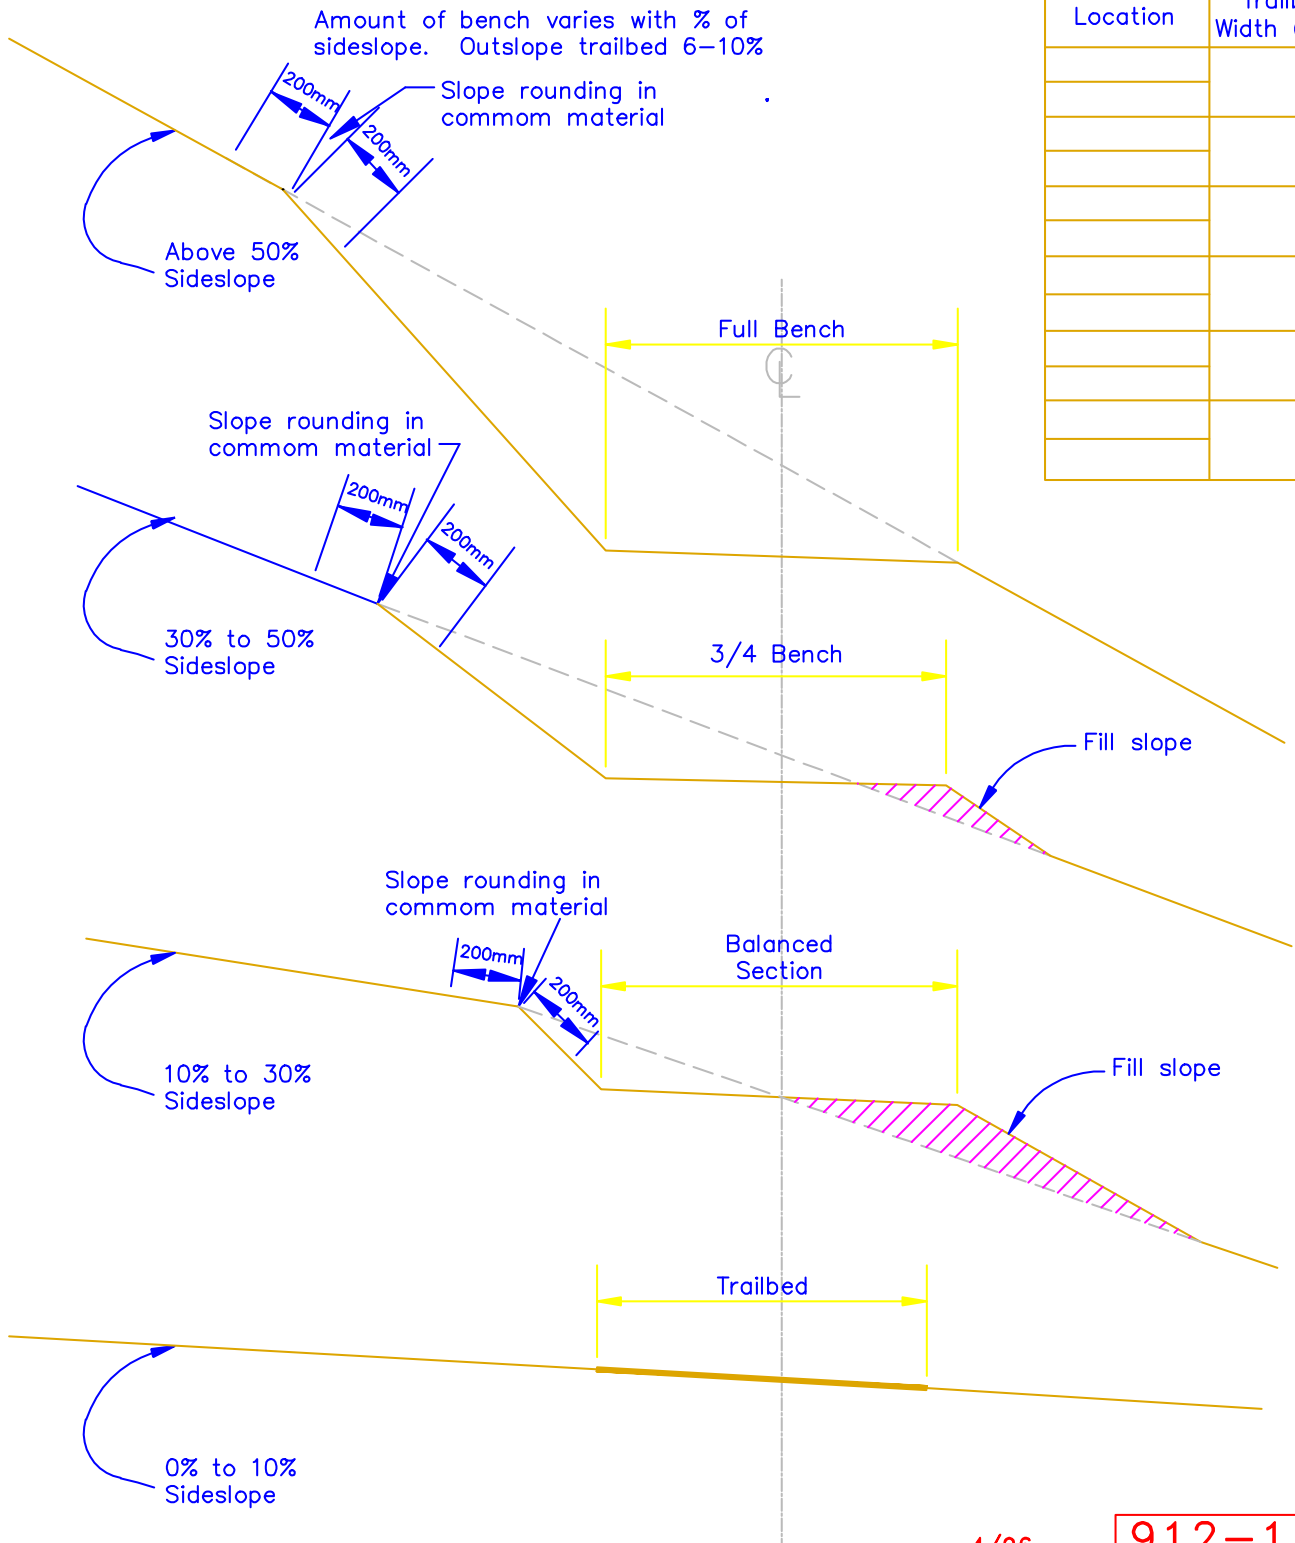 Amount of bench varies with % of
sideslope. Outslope trailbed 6-10%
Location
Width
200mm
Slope rounding in
commom material
200mm
Above 50%
Sideslope
Full Bench
CL
Slope rounding in
commom material
200mm
200mm
30% to 50%
Sideslope
3/4 Bench
Fill slope
Slope rounding in
commom material
200mm
200mm
Balanced
Section
10% to 30%
Sideslope
Fill slope
Trailbed
0% to 10%
Sideslope
912-1